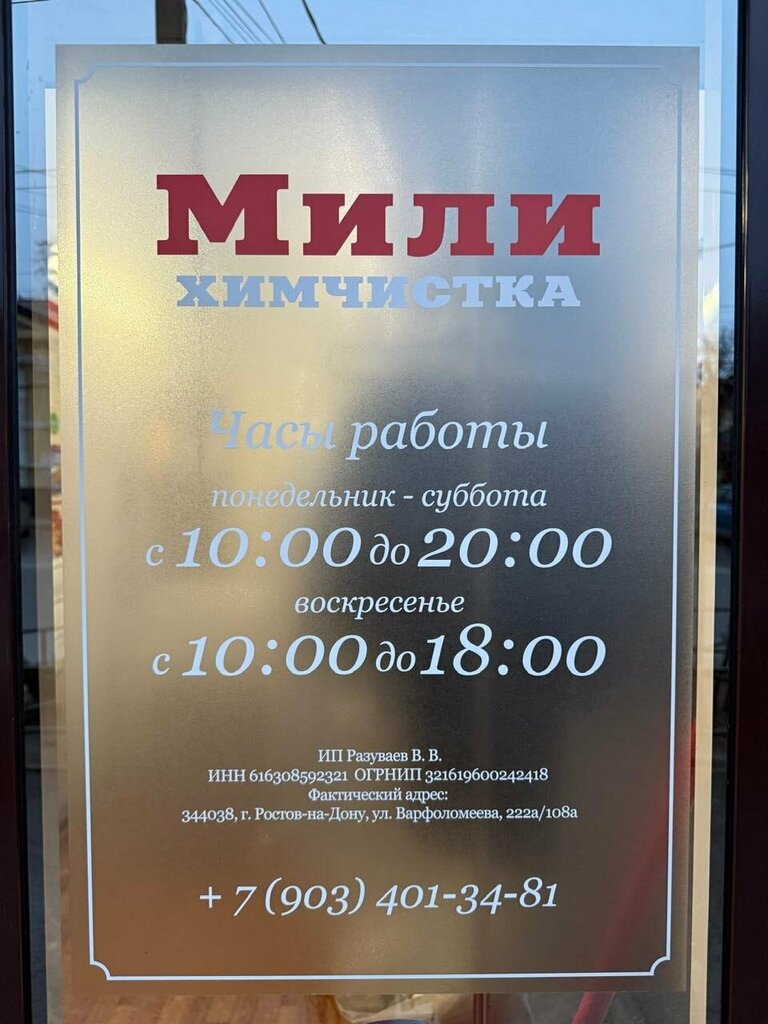 Мили
химчистка
Часы работы
понедельник - суббота
с 10:00 до 20:00
воскресенье
с 10:00 до 18:00
ИП Разуваев В. В.
ИНН 616308592321 ОГРНИП 321619600242418
Фактический адрес:
344038, г. Ростов-на-Дону, ул. Варфоломеева, 222а/108а
+ 7 (903) 401-34-81